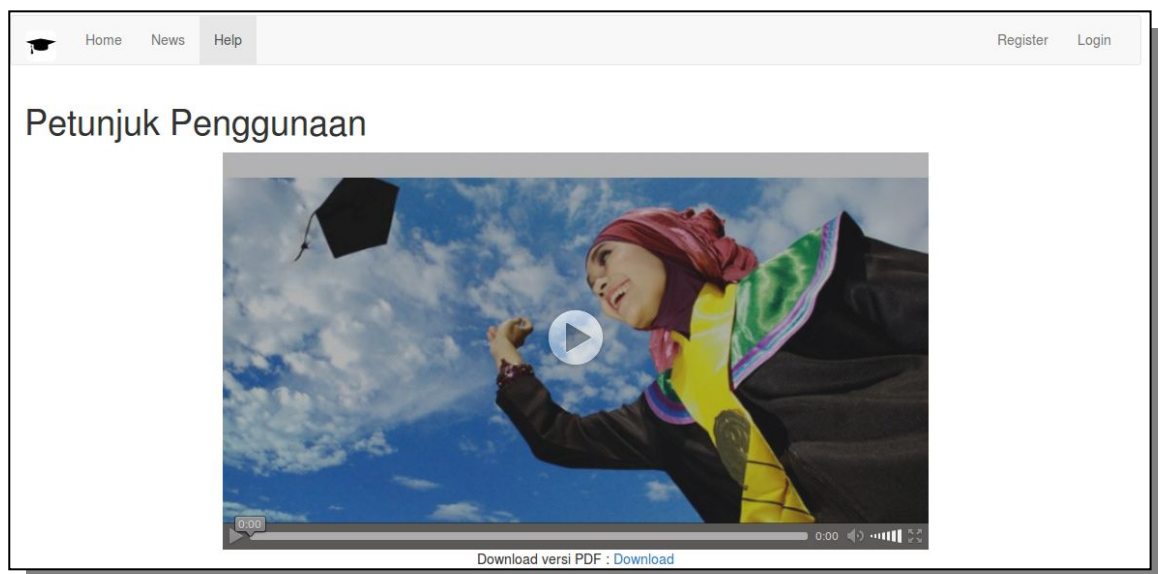 Home News Help Register Login
Petunjuk Penggunaan
0:00
0:00
Download versi PDF : Download